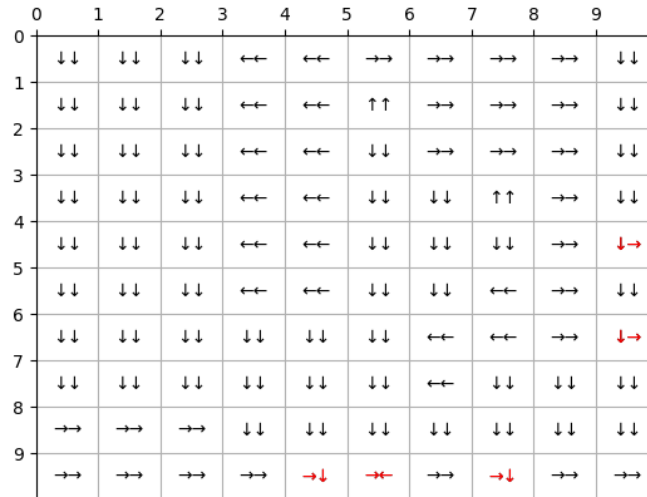 0 1 2 3 4 5 6 7 8 9
0 ↓↓ ↓↓ ↓↓ ←← ←← →→ →→ →→ →→ ↓↓
1 ↓↓ ↓↓ ↓↓ ←← ←← ↑↑ →→ →→ →→ ↓↓
2 ↓↓ ↓↓ ↓↓ ←← ←← ↓↓ →→ →→ →→ ↓↓
3 ↓↓ ↓↓ ↓↓ ←← ←← ↓↓ ↓↓ ↑↑ →→ ↓↓
4 ↓↓ ↓↓ ↓↓ ←← ←← ↓↓ ↓↓ ↓↓ →→ ↓→
5 ↓↓ ↓↓ ↓↓ ←← ←← ↓↓ ↓↓ ←← →→ ↓↓
6 ↓↓ ↓↓ ↓↓ ↓↓ ↓↓ ↓↓ ←← ←← →→ ↓→
7 ↓↓ ↓↓ ↓↓ ↓↓ ↓↓ ↓↓ ←← ↓↓ ↓↓ ↓↓
8 →→ →→ →→ ↓↓ ↓↓ ↓↓ ↓↓ ↓↓ ↓↓ →→
9 →→ →→ →→ →→ →↓ →← →→ →↓ →→ →→